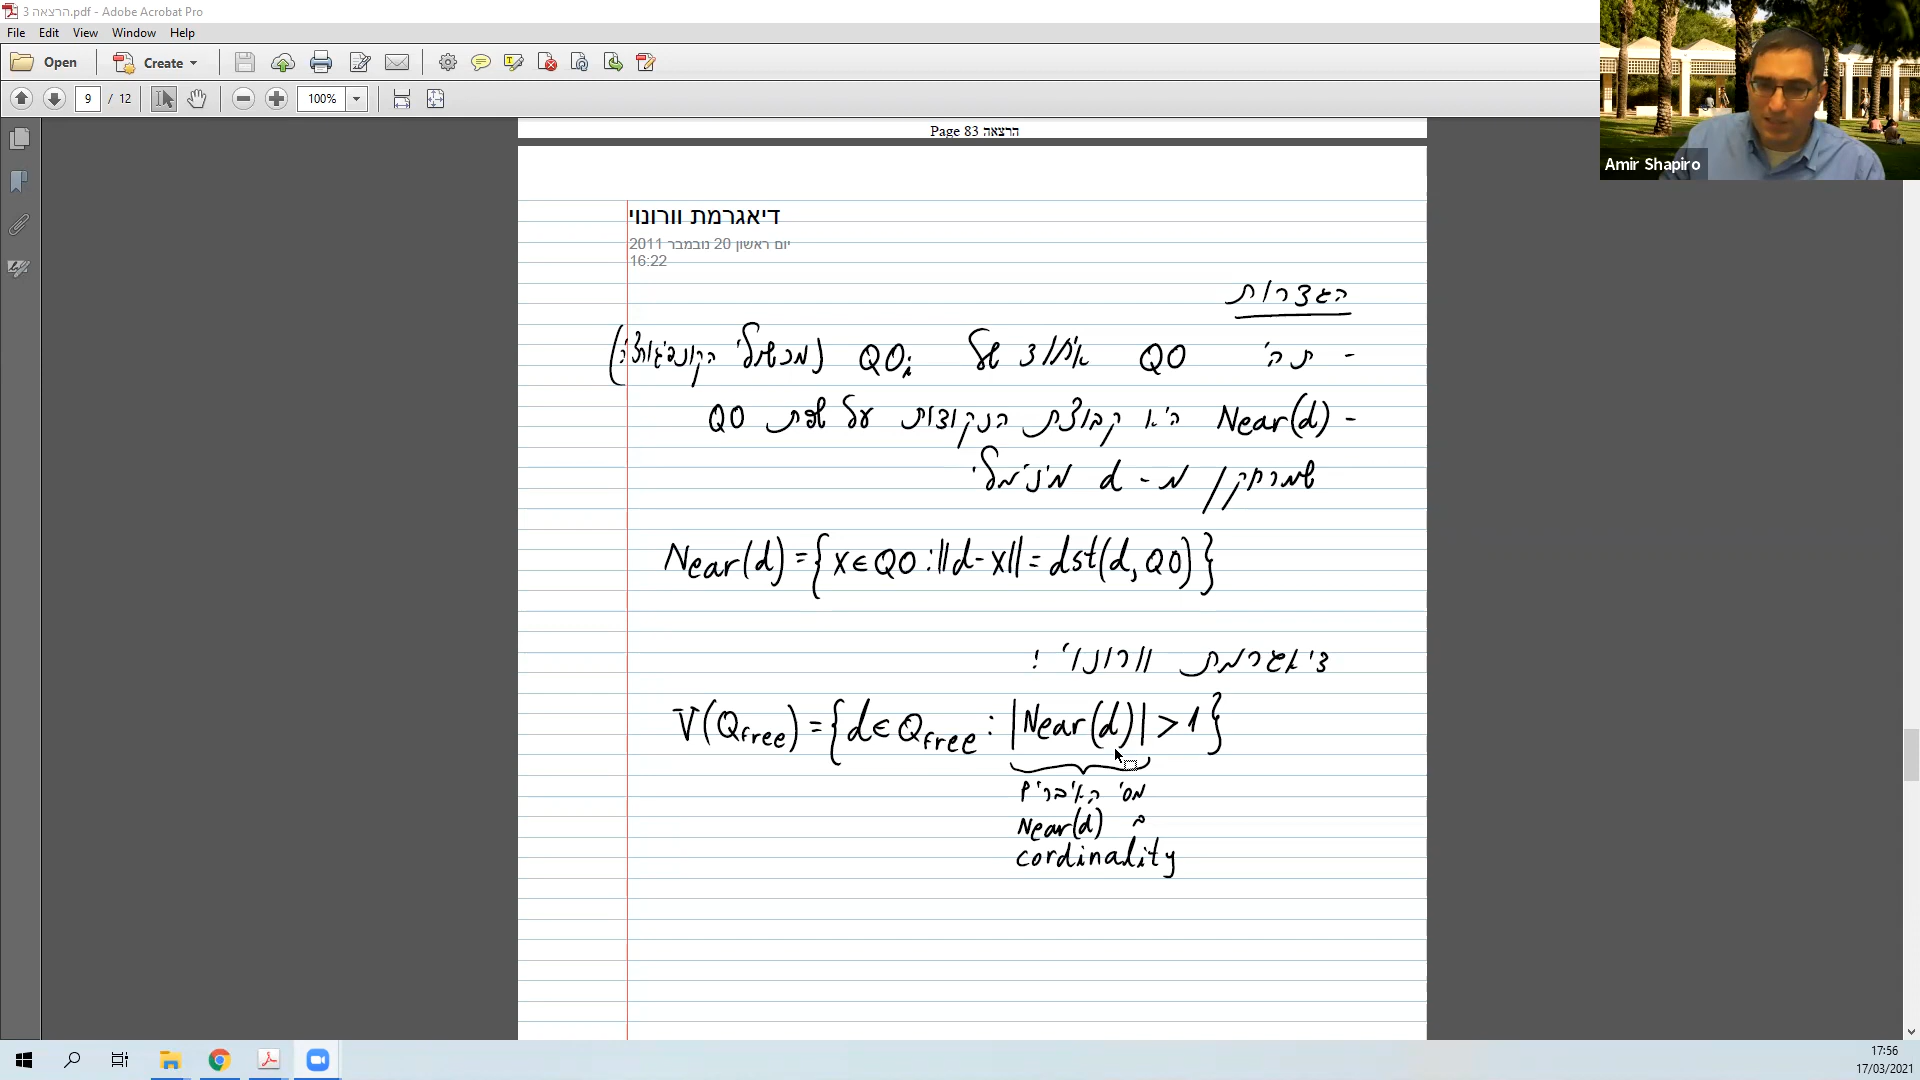 הרצאה 3.pdf - Adobe Acrobat Pro
File Edit View Window Help
Open Create
9 / 12 100%
Amir Shapiro
הרצאה Page 83
דיאגרמת וורונוי
יום ראשון 20 נובמבר 2011
16:22
הגדרות
- תהי QO איחוד של QOi (מכשולי הקונפיגורציה)
- Near(d) היא קבוצת הנקודות על שפת QO
שמרחקן מ- d מינימלי
Near(d) = {x∈QO : ||d-x|| = dst(d, QO)}
דיאגרמת וורונוי :
V(Qfree) = {d∈Qfree : |Near(d)| > 1}
מס' האיברים
ב Near(d)
cordinality
17:56
17/03/2021